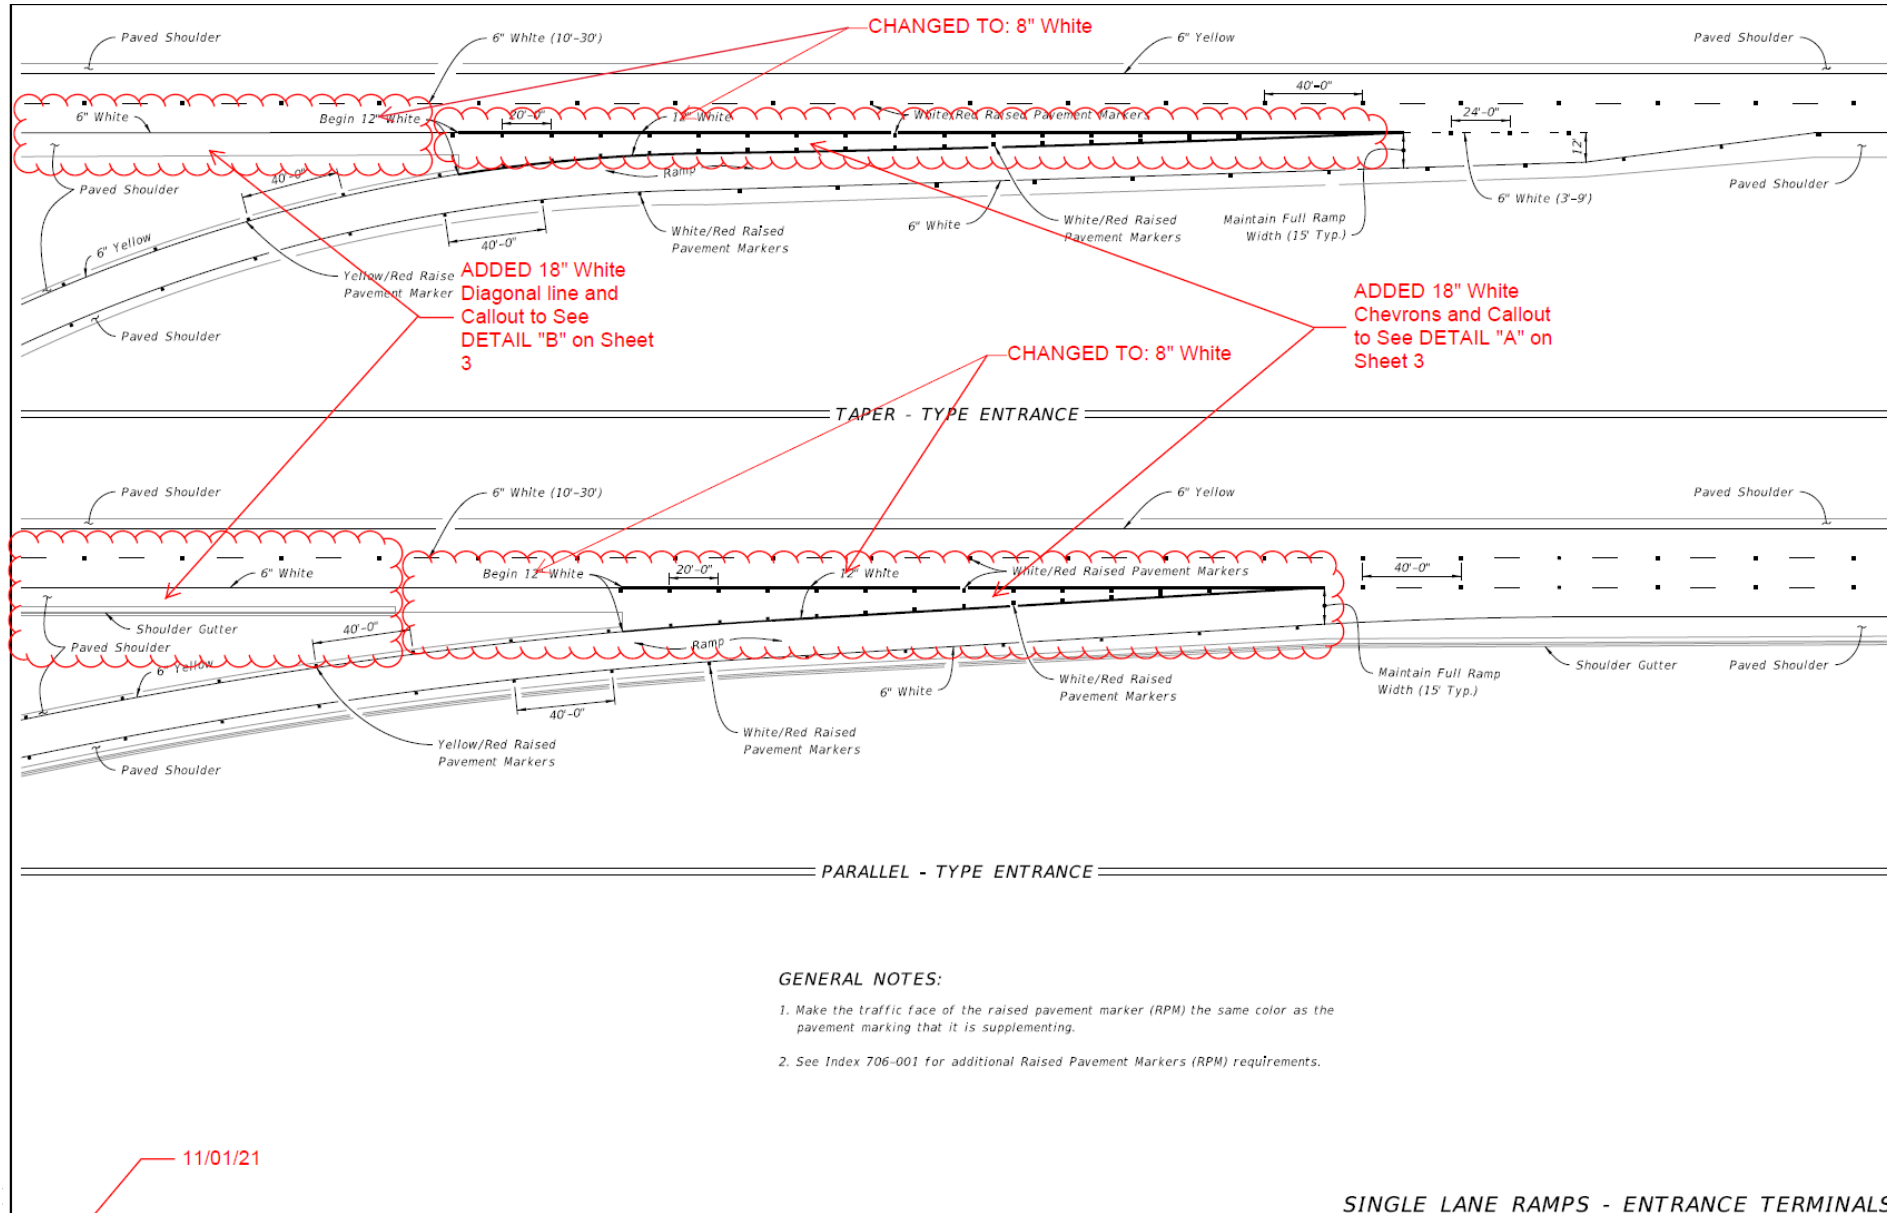 CHANGED TO: 8" White
Paved Shoulder
6" White (10'-30')
6" Yellow
Paved Shoulder
40'-0"
6" White
Begin 12" White
20'-0"
12" White
White/Red Raised Pavement Markers
24'-0"
12'
40'-0"
Ramp
Paved Shoulder
Paved Shoulder
6" White (3'-9')
6" White
White/Red Raised
Pavement Markers
Maintain Full Ramp
Width (15' Typ.)
6" Yellow
40'-0"
White/Red Raised
Pavement Markers
Yellow/Red Raise
Pavement Marker
Paved Shoulder
ADDED 18" White
Diagonal line and
Callout to See
DETAIL "B" on Sheet
3
ADDED 18" White
Chevrons and Callout
to See DETAIL "A" on
Sheet 3
CHANGED TO: 8" White
TAPER - TYPE ENTRANCE
Paved Shoulder
6" White (10'-30')
6" Yellow
Paved Shoulder
6" White
Begin 12" White
20'-0"
12" White
White/Red Raised Pavement Markers
40'-0"
Shoulder Gutter
40'-0"
Paved Shoulder
Ramp
6" Yellow
6" White
White/Red Raised
Pavement Markers
Maintain Full Ramp
Width (15' Typ.)
Shoulder Gutter
Paved Shoulder
40'-0"
Yellow/Red Raised
Pavement Markers
White/Red Raised
Pavement Markers
Paved Shoulder
PARALLEL - TYPE ENTRANCE
GENERAL NOTES:
1. Make the traffic face of the raised pavement marker (RPM) the same color as the
pavement marking that it is supplementing.
2. See Index 706-001 for additional Raised Pavement Markers (RPM) requirements.
11/01/21
SINGLE LANE RAMPS - ENTRANCE TERMINALS